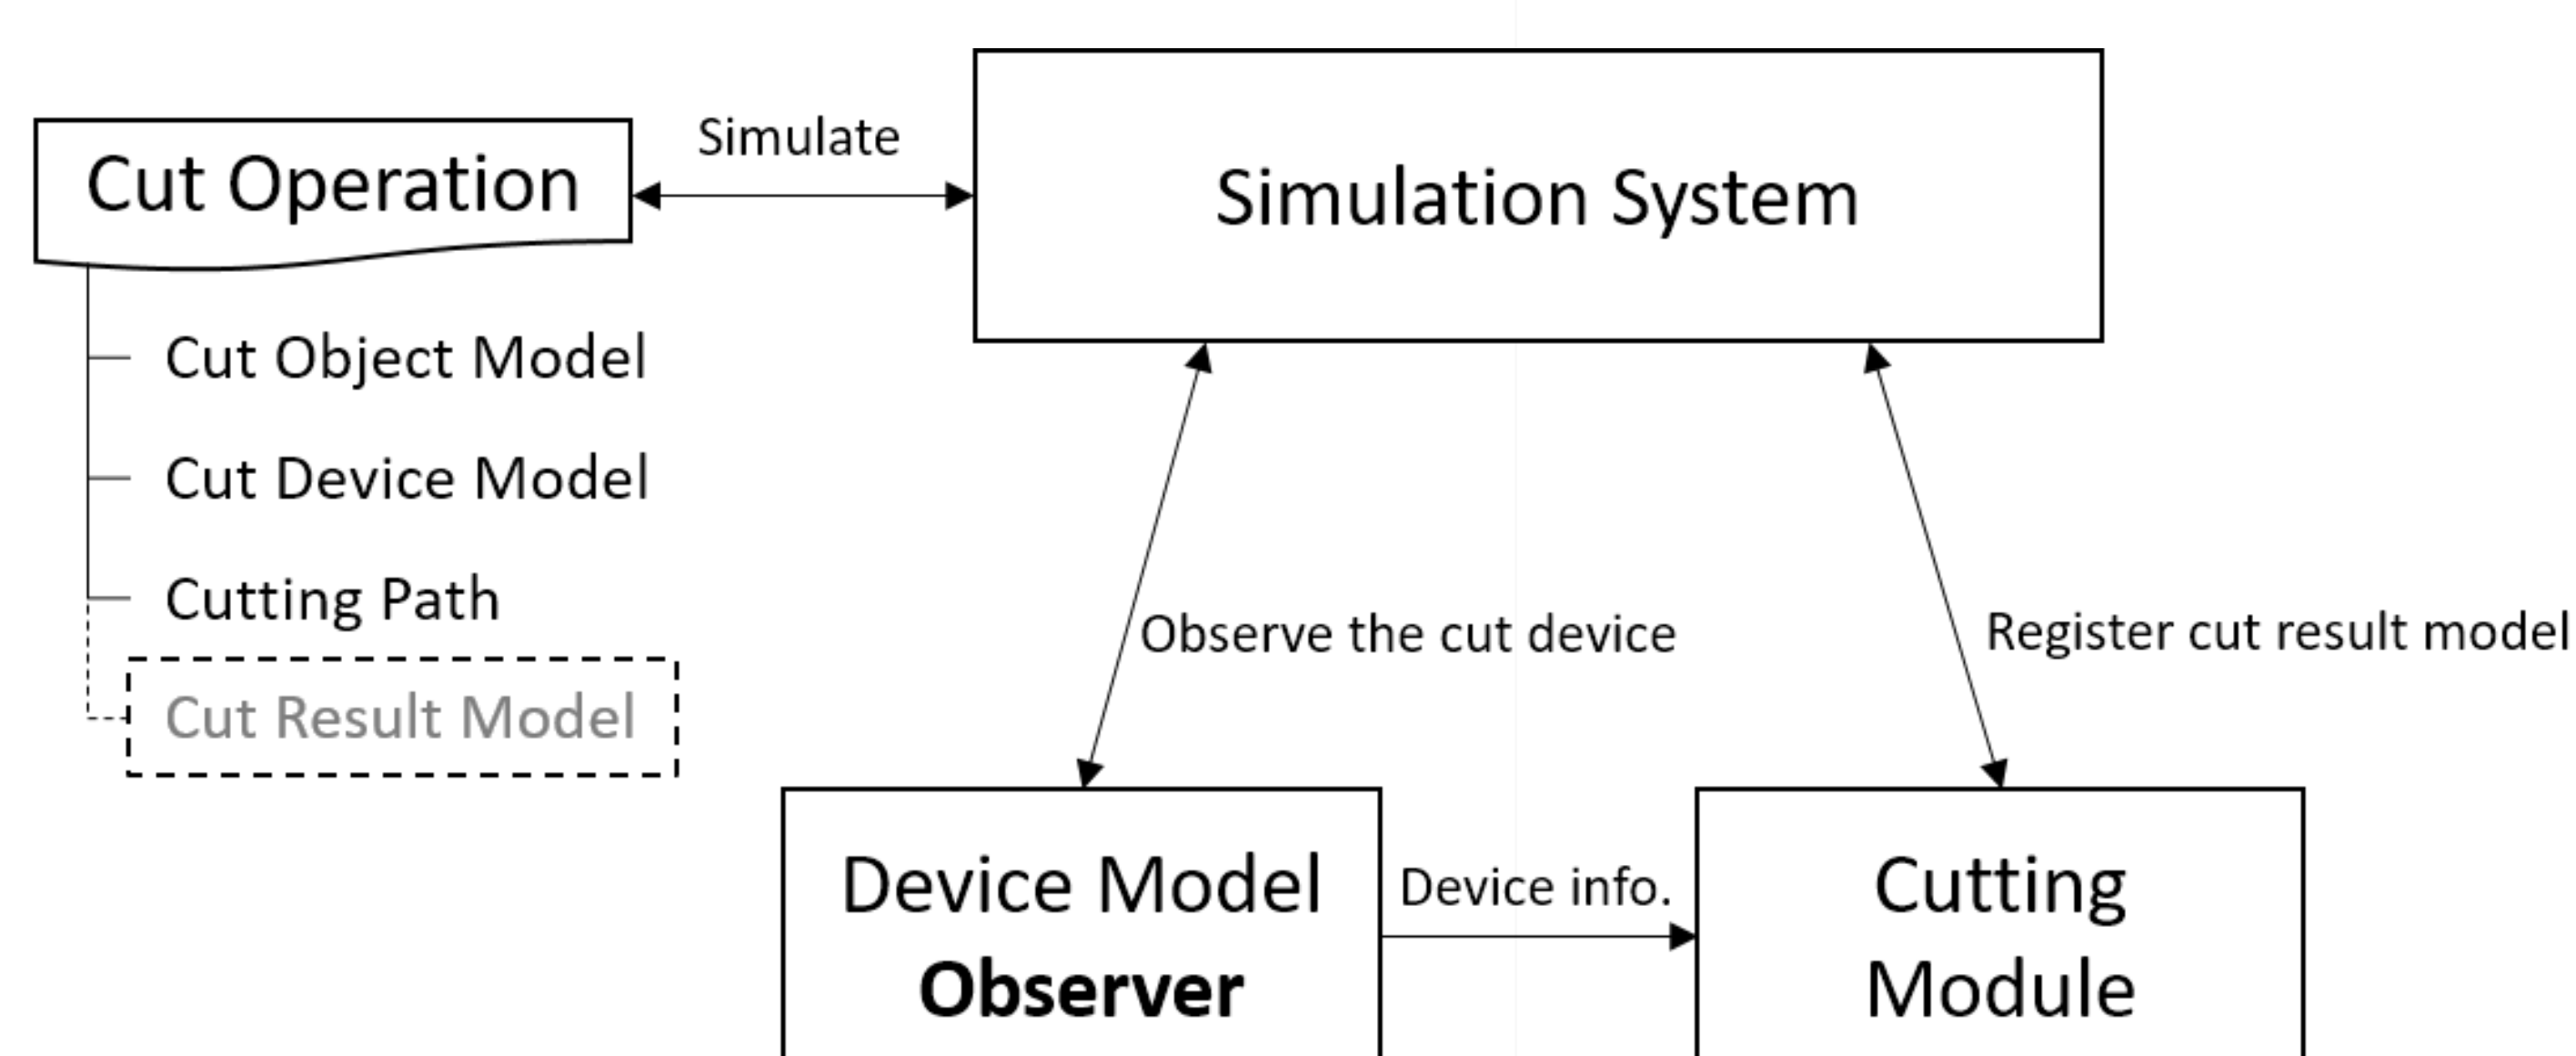 Cut Operation
Simulate
Simulation System
Cut Object Model
Cut Device Model
Cutting Path
Cut Result Model
Observe the cut device
Register cut result model
Device Model
Observer
Device info.
Cutting
Module